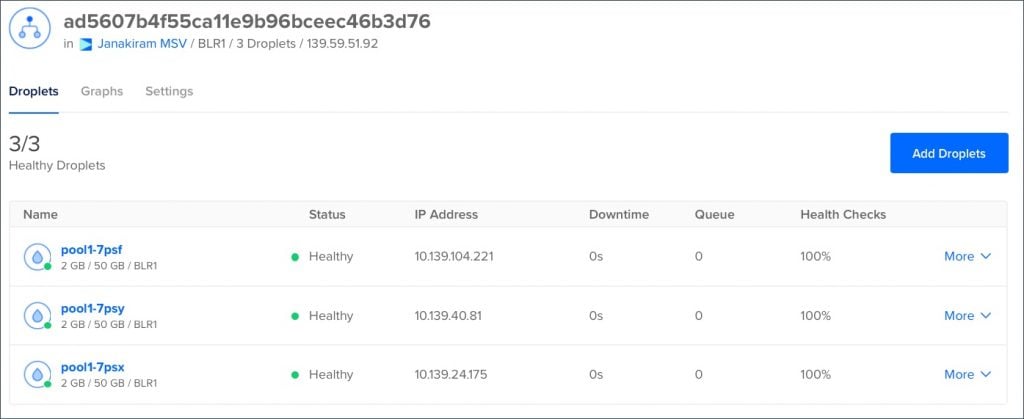 ad5607b4f55ca11e9b96bceec46b3d76
in Janakiram MSV / BLR1 / 3 Droplets / 139.59.51.92
Droplets Graphs Settings
3/3
Healthy Droplets
Add Droplets
Name Status IP Address Downtime Queue Health Checks
pool1-7psf
2 GB / 50 GB / BLR1
Healthy 10.139.104.221 0s 0 100% More
pool1-7psy
2 GB / 50 GB / BLR1
Healthy 10.139.40.81 0s 0 100% More
pool1-7psx
2 GB / 50 GB / BLR1
Healthy 10.139.24.175 0s 0 100% More